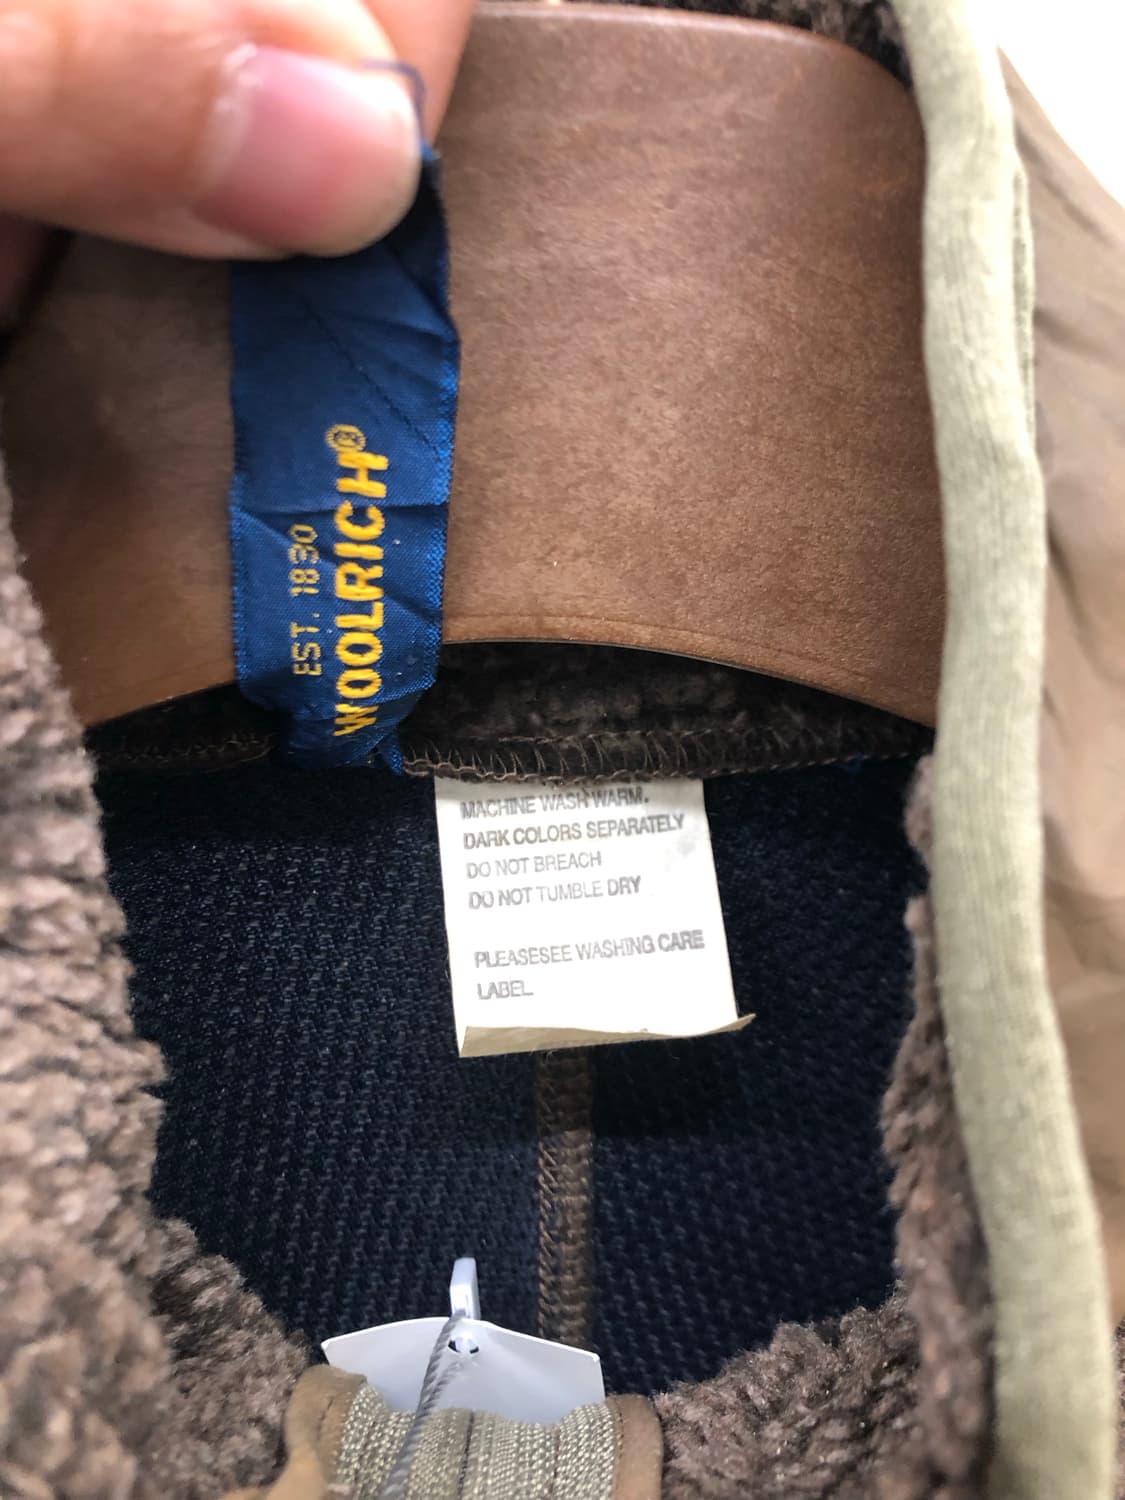 EST. 1830
WOOLRICH®
MACHINE WASH WARM.
DARK COLORS SEPARATELY
DO NOT BREACH
DO NOT TUMBLE DRY
PLEASESEE WASHING CARE
LABEL.